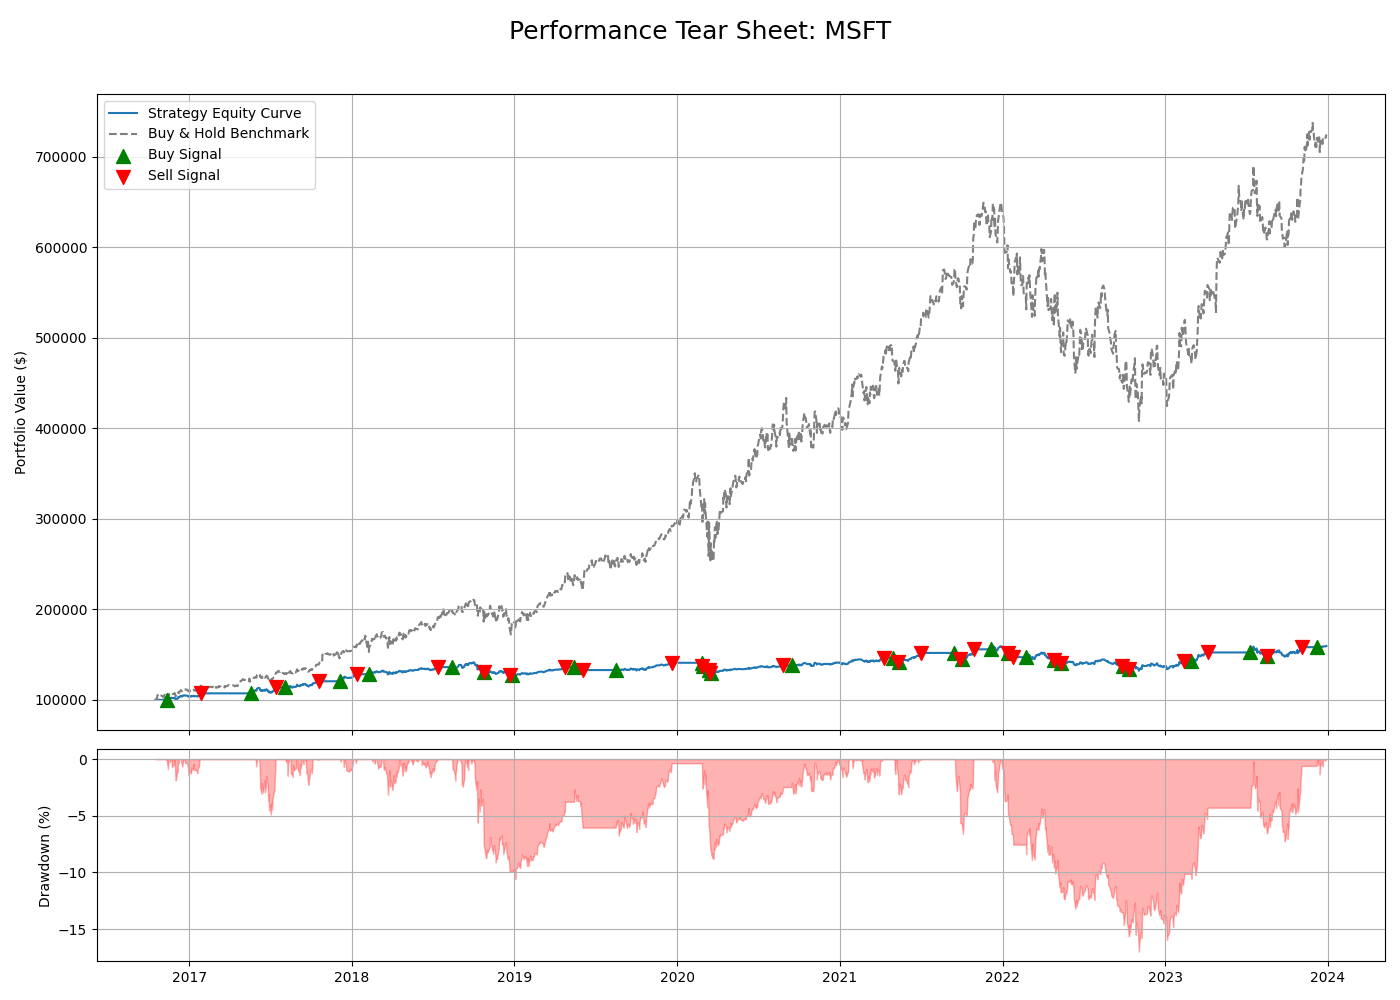 Performance Tear Sheet: MSFT
Strategy Equity Curve
Buy & Hold Benchmark
Buy Signal
Sell Signal
Portfolio Value ($)
700000
600000
500000
400000
300000
200000
100000
Drawdown (%)
0
−5
−10
−15
2017
2018
2019
2020
2021
2022
2023
2024